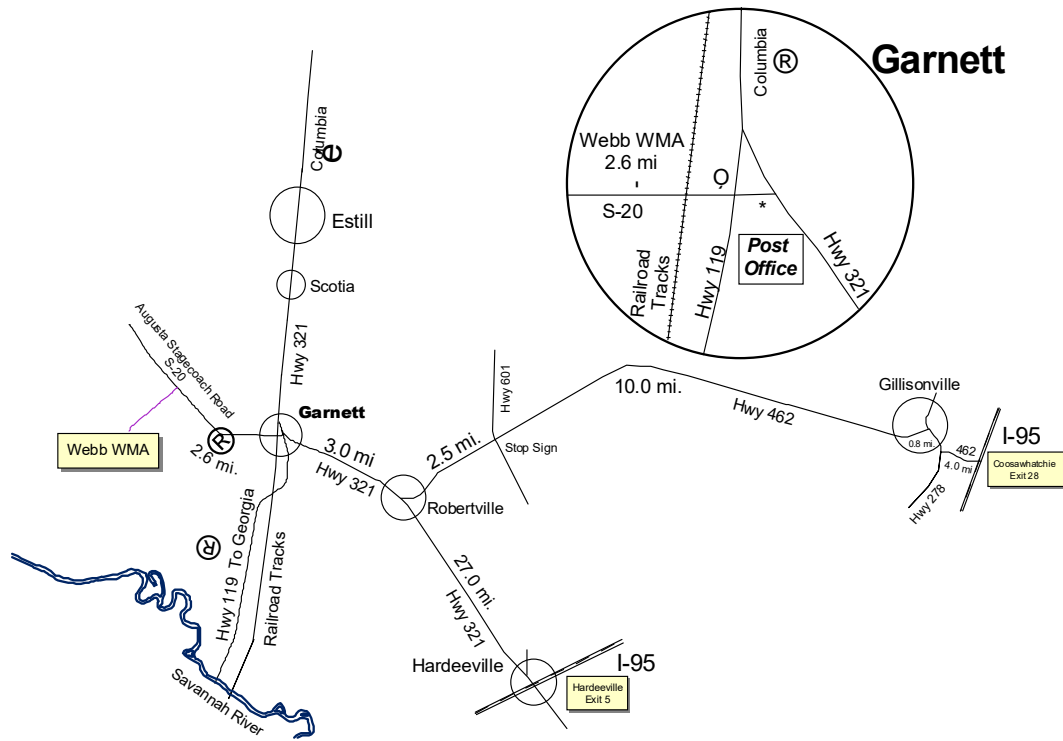 Garnett
Columbia
®
Webb WMA
2.6 mi
S-20
Railroad
Tracks
Hwy 119
*
Post
Office
Hwy 321
Columbia
e
Estill
Scotia
Hwy 321
Augusta Stagecoach Road
S-20
Webb WMA
®
2.6 mi.
Garnett
3.0 mi
Hwy 321
Robertville
2.5 mi.
Hwy 601
Stop Sign
10.0 mi.
Hwy 462
Gillisonville
0.8 mi.
I-95
462
4.0 mi
Coosawhatchie
Exit 28
Hwy 278
®
Hwy 119 To Georgia
Railroad Tracks
Savannah River
27.0 mi.
Hwy 321
Hardeeville
I-95
Hardeeville
Exit 5